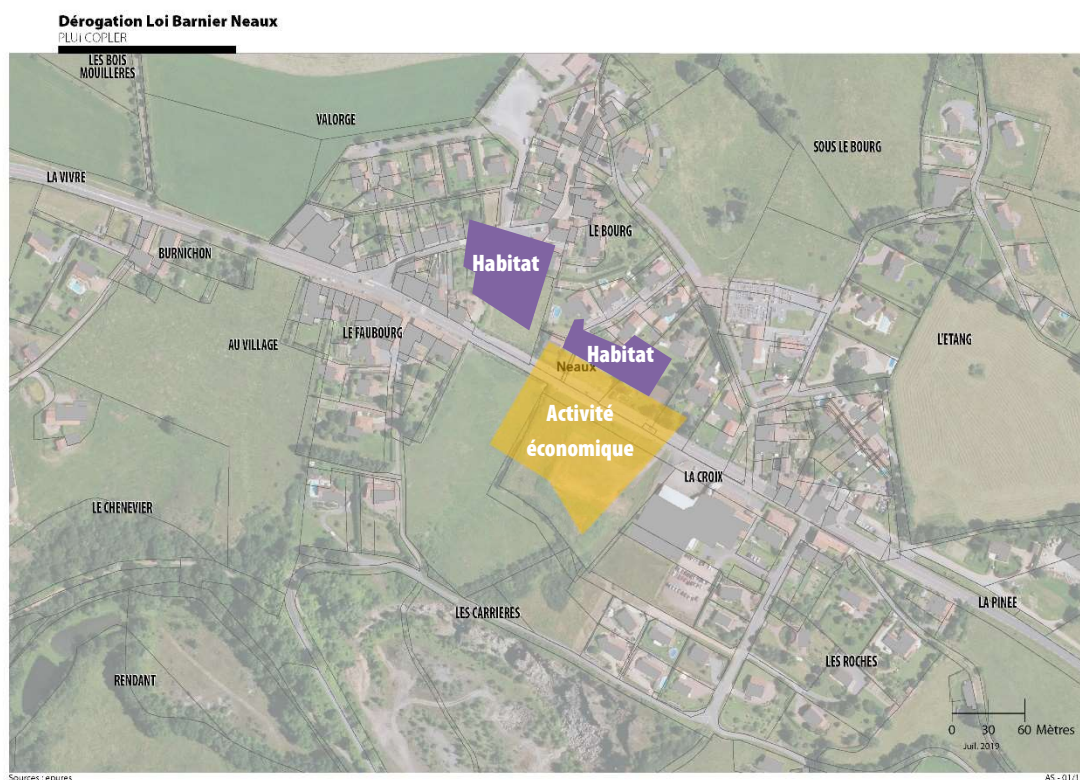 Dérogation Loi Barnier Neaux
PLUi COPLER
LES BOIS
MOUILLERES
VALORGE
SOUS LE BOURG
LA VIVRE
LE BOURG
BURNICHON
Habitat
LE FAUBOURG
AU VILLAGE
L'ETANG
Habitat
Neaux
Activité
économique
LA CROIX
LE CHENEVIER
LES CARRIERES
LA PINEE
LES ROCHES
RENDANT
0 30 60 Mètres
Juil. 2019
Sources : epures